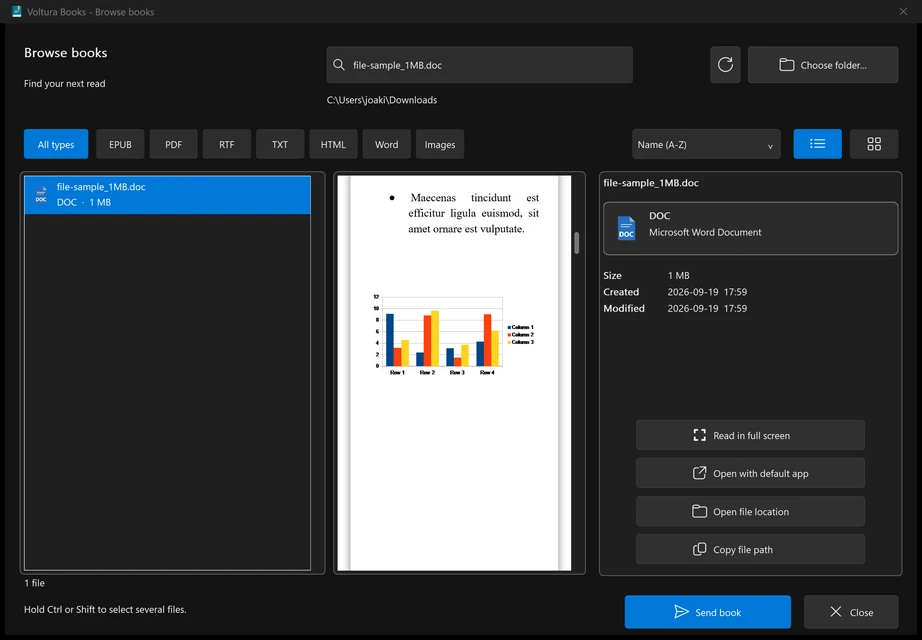 Voltura Books - Browse books
Browse books
Find your next read
file-sample_1MB.doc
Choose folder...
C:\Users\joaki\Downloads
All types
EPUB
PDF
RTF
TXT
HTML
Word
Images
Name (A-Z)
file-sample_1MB.doc
DOC
DOC · 1 MB
• Maecenas tincidunt est
efficitur ligula euismod, sit
amet ornare est vulputate.
12
10
8
6
4
2
0
Row 1
Row 2
Row 3
Row 4
Column 1
Column 2
Column 3
file-sample_1MB.doc
DOC
DOC
Microsoft Word Document
Size 1 MB
Created 2026-09-19 17:59
Modified 2026-09-19 17:59
Read in full screen
Open with default app
Open file location
Copy file path
1 file
Hold Ctrl or Shift to select several files.
Send book
Close